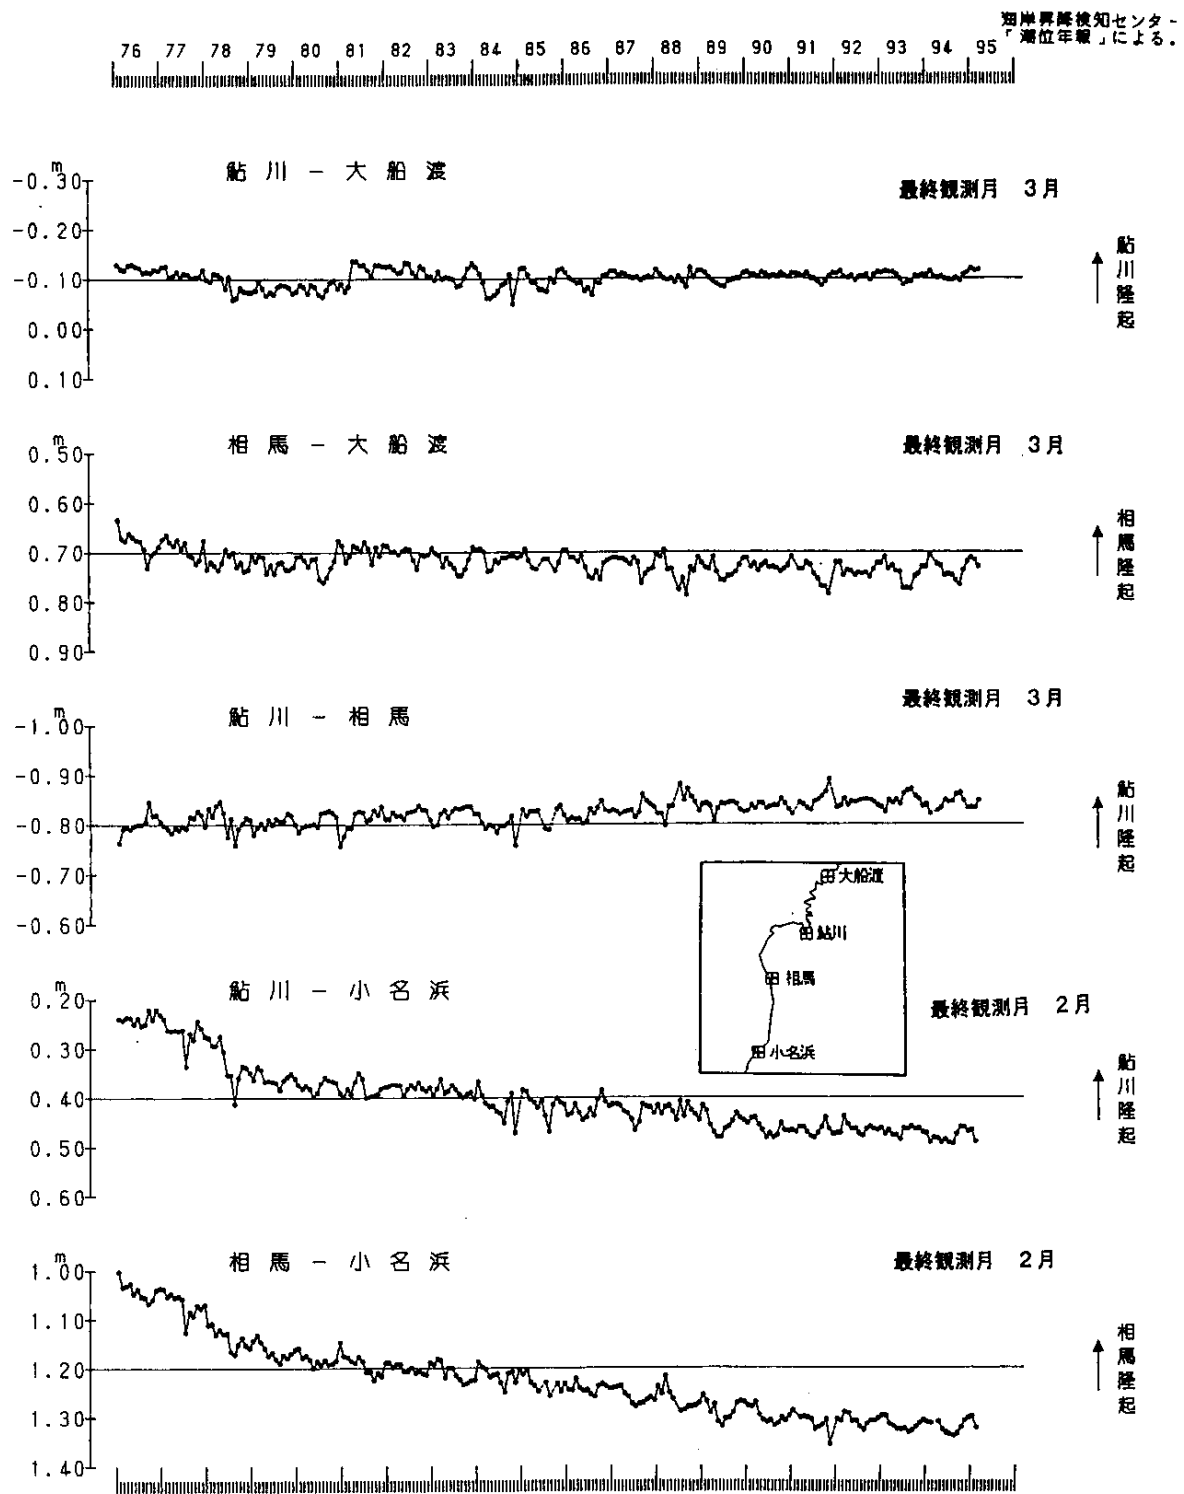 海岸昇降検知センター
「潮位年報」による.
76 77 78 79 80 81 82 83 84 85 86 87 88 89 90 91 92 93 94 95
鮎川－大船渡
最終観測月 3月
m
-0.30
-0.20
-0.10
0.00
0.10
鮎川隆起
相馬－大船渡
最終観測月 3月
m
0.50
0.60
0.70
0.80
0.90
相馬隆起
鮎川－相馬
最終観測月 3月
m
-1.00
-0.90
-0.80
-0.70
-0.60
鮎川隆起
大船渡
鮎川
相馬
小名浜
鮎川－小名浜
最終観測月 2月
m
0.20
0.30
0.40
0.50
0.60
鮎川隆起
相馬－小名浜
最終観測月 2月
m
1.00
1.10
1.20
1.30
1.40
相馬隆起